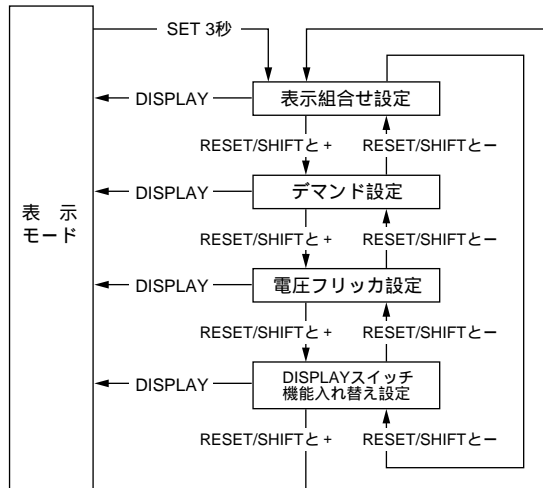 SET 3秒
DISPLAY
表示組合せ設定
RESET/SHIFTと+
RESET/SHIFTとー
DISPLAY
デマンド設定
表 示
モード
RESET/SHIFTと+
RESET/SHIFTとー
DISPLAY
電圧フリッカ設定
RESET/SHIFTと+
RESET/SHIFTとー
DISPLAY
DISPLAYスイッチ
機能入れ替え設定
RESET/SHIFTと+
RESET/SHIFTとー